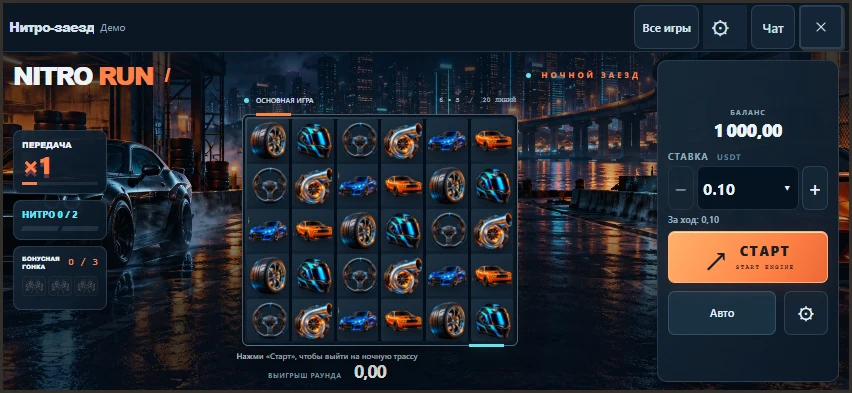 Нитро-заезд Демо
Все игры
Чат
NITRO RUN /
НОЧНОЙ ЗАЕЗД
ОСНОВНАЯ ИГРА
6 × 5 / 20 линий
БАЛАНС
1 000,00
СТАВКА USDT
− 0.10 +
За ход: 0,10
СТАРТ
START ENGINE
Авто
ПЕРЕДАЧА
×1
НИТРО 0 / 2
БОНУСНАЯ
ГОНКА
0 / 3
Нажми «Старт», чтобы выйти на ночную трассу
ВЫИГРЫШ РАУНДА 0,00